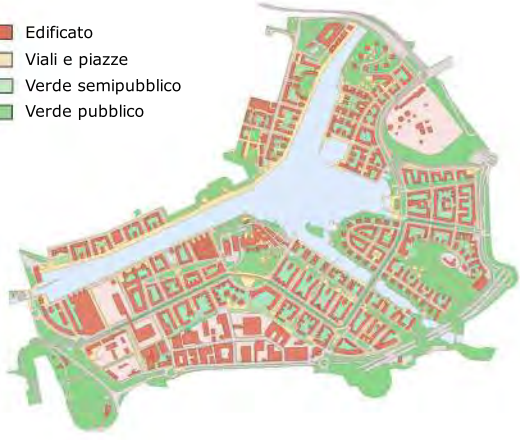 Edificato
Viali e piazze
Verde semipubblico
Verde pubblico